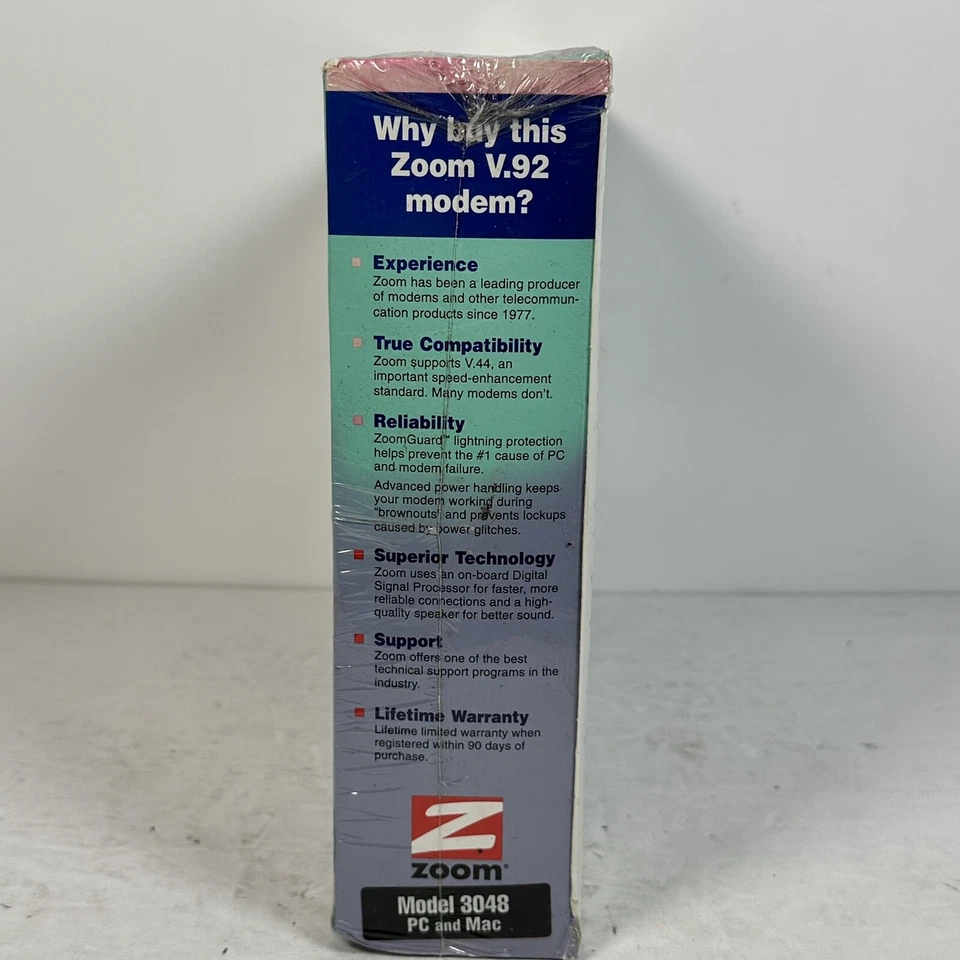 Why buy this
Zoom V.92
modem?
Experience
Zoom has been a leading producer
of modems and other telecommun-
cation products since 1977.
True Compatibility
Zoom supports V.44, an
important speed-enhancement
standard. Many modems don't.
Reliability
ZoomGuard™ lightning protection
helps prevent the #1 cause of PC
and modem failure.
Advanced power handling keeps
your modem working during
"brownouts" and prevents lockups
caused by power glitches.
Superior Technology
Zoom uses an on-board Digital
Signal Processor for faster, more
reliable connections and a high-
quality speaker for better sound.
Support
Zoom offers one of the best
technical support programs in the
industry.
Lifetime Warranty
Lifetime limited warranty when
registered within 90 days of
purchase.
Z
zoom®
Model 3048
PC and Mac